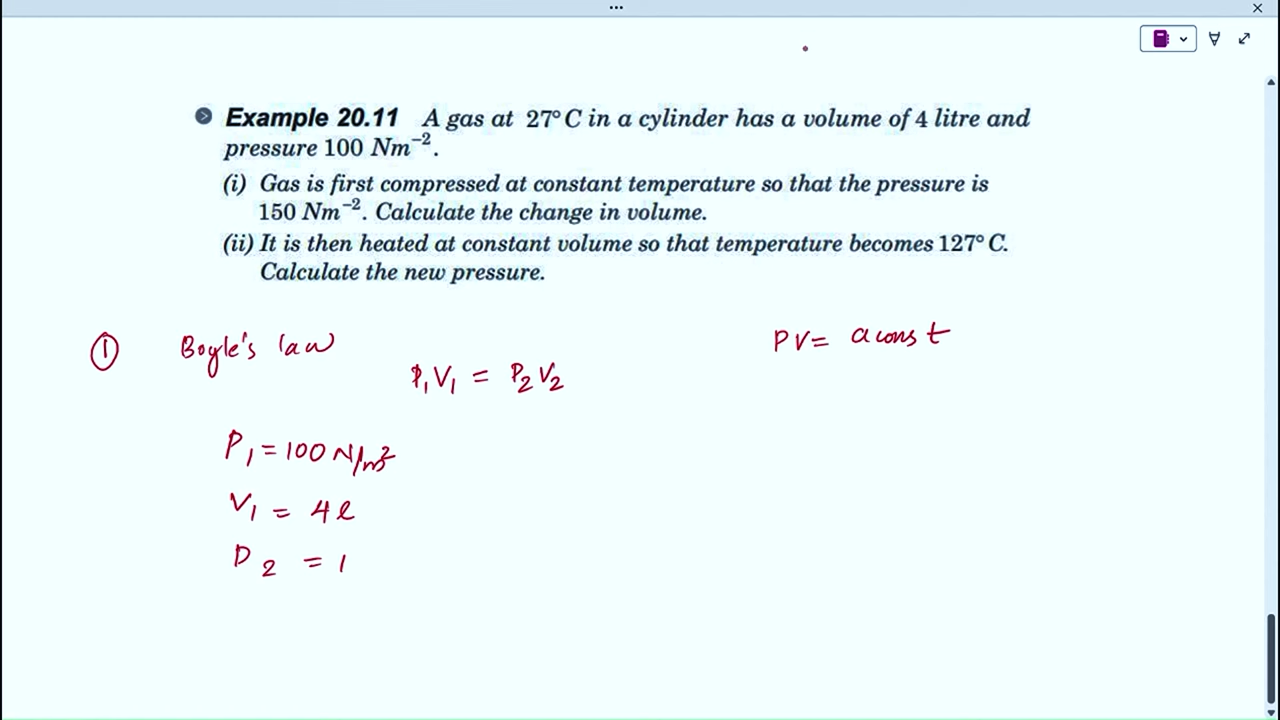 Example 20.11 A gas at 27° C in a cylinder has a volume of 4 litre and
pressure 100 Nm⁻².
(i) Gas is first compressed at constant temperature so that the pressure is
150 Nm⁻². Calculate the change in volume.
(ii) It is then heated at constant volume so that temperature becomes 127° C.
Calculate the new pressure.
① Boyle's law
PV = a const
P₁V₁ = P₂V₂
P₁ = 100 N/m²
V₁ = 4 l
P₂ = 1